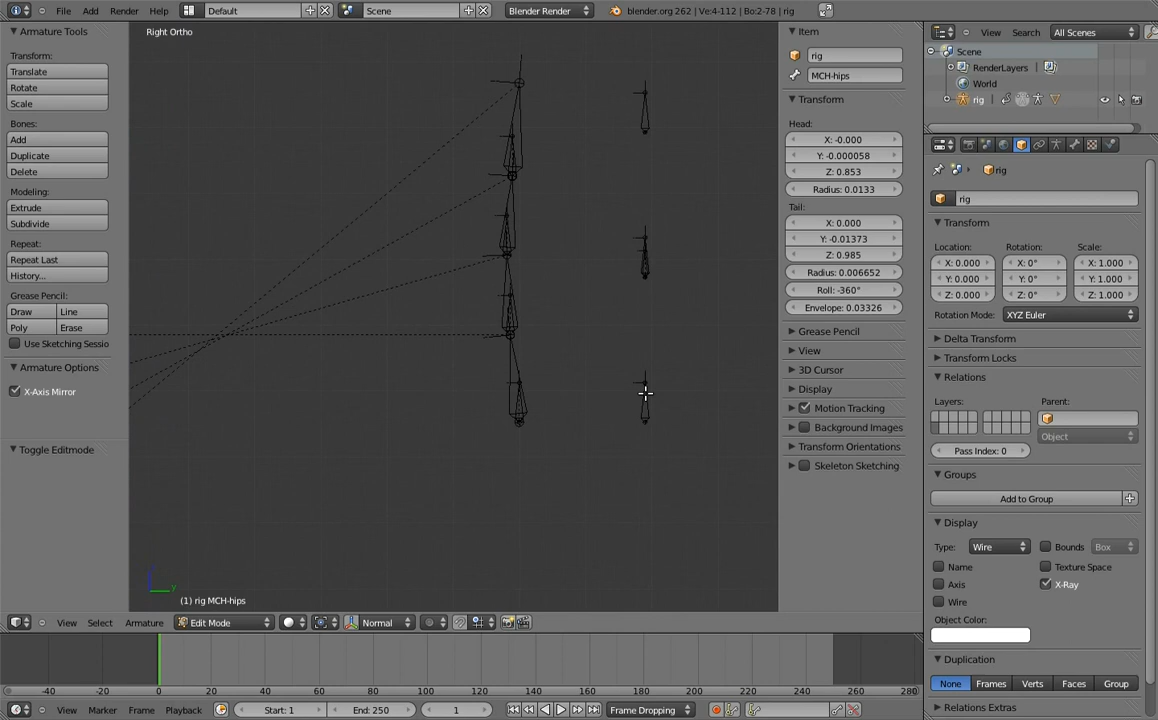 File Add Render Help Default Scene Blender Render blender.org 262 | Ve:4-112 | Bo:2-78 | rig
Armature Tools
Transform:
Translate
Rotate
Scale
Bones:
Add
Duplicate
Delete
Modeling:
Extrude
Subdivide
Repeat:
Repeat Last
History...
Grease Pencil:
Draw Line
Poly Erase
Use Sketching Sessio
Armature Options
X-Axis Mirror
Toggle Editmode
Right Ortho
y
(1) rig MCH-hips
Item
rig
MCH-hips
Transform
Head:
X: -0.000
Y: -0.000058
Z: 0.853
Radius: 0.0133
Tail:
X: 0.000
Y: -0.01373
Z: 0.985
Radius: 0.006652
Roll: -360°
Envelope: 0.03326
Grease Pencil
View
3D Cursor
Display
Motion Tracking
Background Images
Transform Orientations
Skeleton Sketching
View Search All Scenes
Scene
RenderLayers
World
rig
rig
rig
Transform
Location: Rotation: Scale:
X: 0.000 X: 0° X: 1.000
Y: 0.000 Y: 0° Y: 1.000
Z: 0.000 Z: 0° Z: 1.000
Rotation Mode: XYZ Euler
Delta Transform
Transform Locks
Relations
Layers: Parent:
Object
Pass Index: 0
Groups
Add to Group
Display
Type: Wire Bounds Box
Name Texture Space
Axis X-Ray
Wire
Object Color:
Duplication
None Frames Verts Faces Group
Relations Extras
View Select Armature Edit Mode Normal
-40 -20 0 20 40 60 80 100 120 140 160 180 200 220 240 260 280
View Marker Frame Playback Start: 1 End: 250 1 Frame Dropping